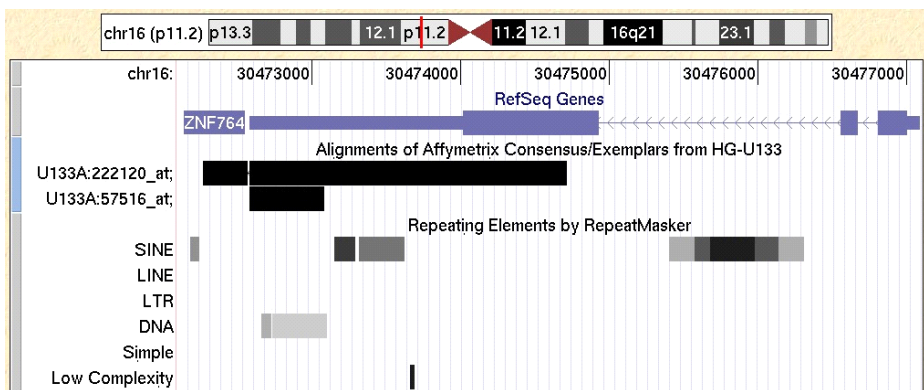 chr16 (p11.2) p13.3 12.1 p11.2 11.2 12.1 16q21 23.1
chr16: 30473000 30474000 30475000 30476000 30477000
RefSeq Genes
ZNF764
Alignments of Affymetrix Consensus/Exemplars from HG-U133
U133A:222120_at;
U133A:57516_at;
Repeating Elements by RepeatMasker
SINE
LINE
LTR
DNA
Simple
Low Complexity